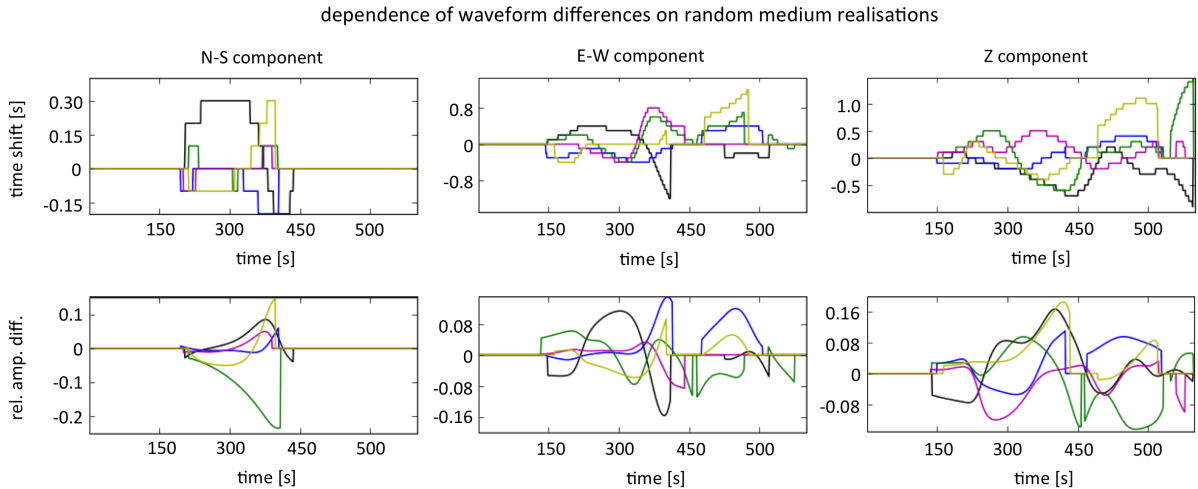 dependence of waveform differences on random medium realisations
N-S component
E-W component
Z component
time shift [s]
0.30
0.15
0
-0.15
150 300 450 500
time [s]
0.8
0
-0.8
150 300 450 500
time [s]
1.0
0.5
0
-0.5
150 300 450 500
time [s]
rel. amp. diff.
0.1
0
-0.1
-0.2
150 300 450 500
time [s]
0.08
0
-0.08
-0.16
150 300 450 500
time [s]
0.16
0.08
0
-0.08
150 300 450 500
time [s]